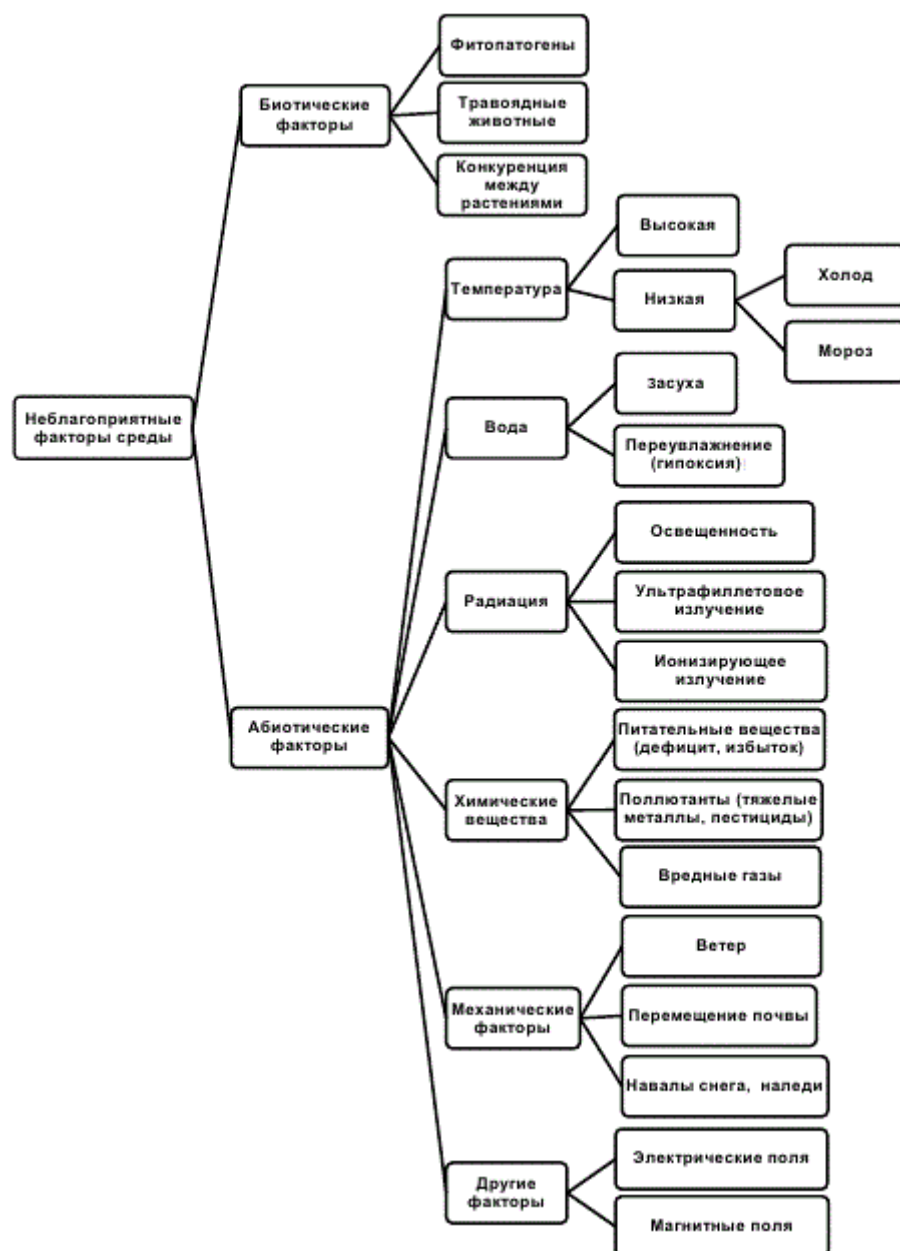 Фитопатогены
Биотические
факторы
Травоядные
животные
Конкуренция
между
растениями
Высокая
Температура
Низкая
Холод
Мороз
Неблагоприятные
факторы среды
Засуха
Вода
Переувлажнение
(гипоксия)
Освещенность
Радиация
Ультрафиллетовое
излучение
Ионизирующее
излучение
Абиотические
факторы
Питательные вещества
(дефицит, избыток)
Химические
вещества
Поллютанты (тяжелые
металлы, пестициды)
Вредные газы
Ветер
Механические
факторы
Перемещение почвы
Навалы снега, наледи
Электрические поля
Другие
факторы
Магнитные поля